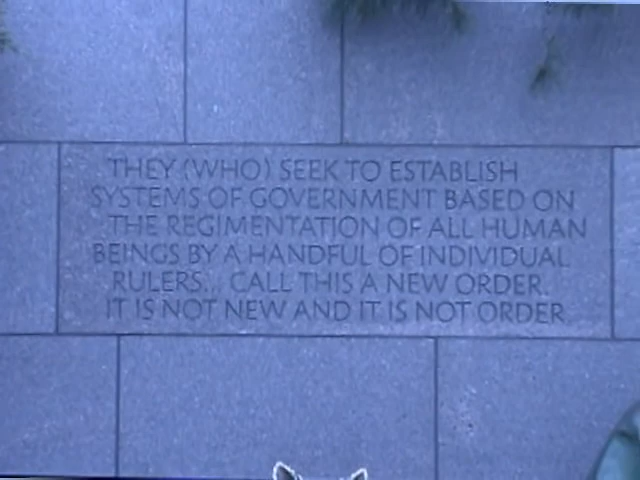 THEY (WHO) SEEK TO ESTABLISH
SYSTEMS OF GOVERNMENT BASED ON
THE REGIMENTATION OF ALL HUMAN
BEINGS BY A HANDFUL OF INDIVIDUAL
RULERS... CALL THIS A NEW ORDER.
IT IS NOT NEW AND IT IS NOT ORDER